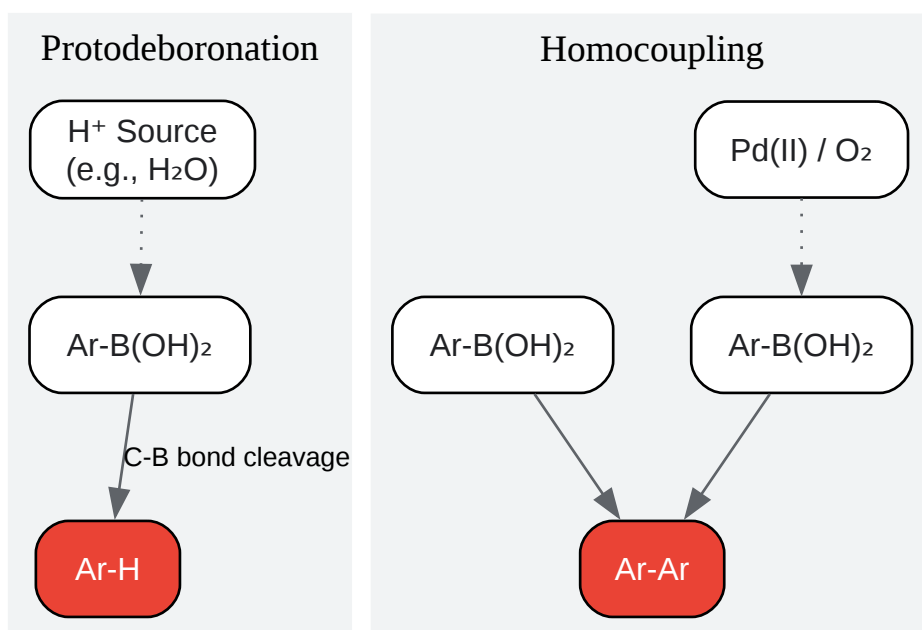 Protodeboronation
H⁺ Source
(e.g., H₂O)
Ar-B(OH)₂
C-B bond cleavage
Ar-H
Homocoupling
Pd(II) / O₂
Ar-B(OH)₂
Ar-B(OH)₂
Ar-Ar